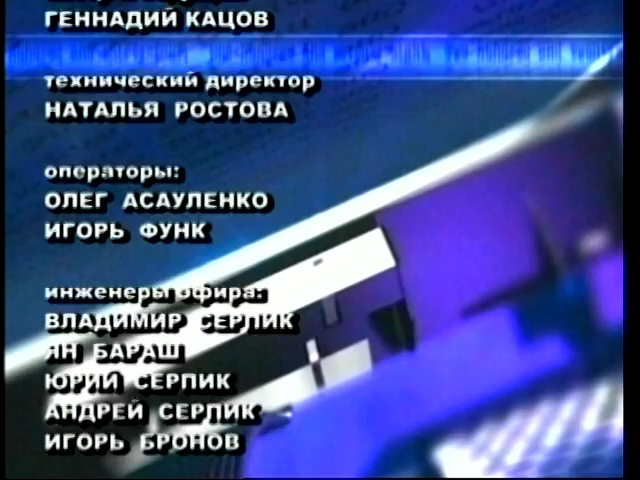 ГЕННАДИЙ КАЦОВ
технический директор
НАТАЛЬЯ РОСТОВА
операторы:
ОЛЕГ АСАУЛЕНКО
ИГОРЬ ФУНК
инженеры эфира:
ВЛАДИМИР СЕРПИК
ЯН БАРАШ
ЮРИЙ СЕРПИК
АНДРЕЙ СЕРПИК
ИГОРЬ БРОНОВ